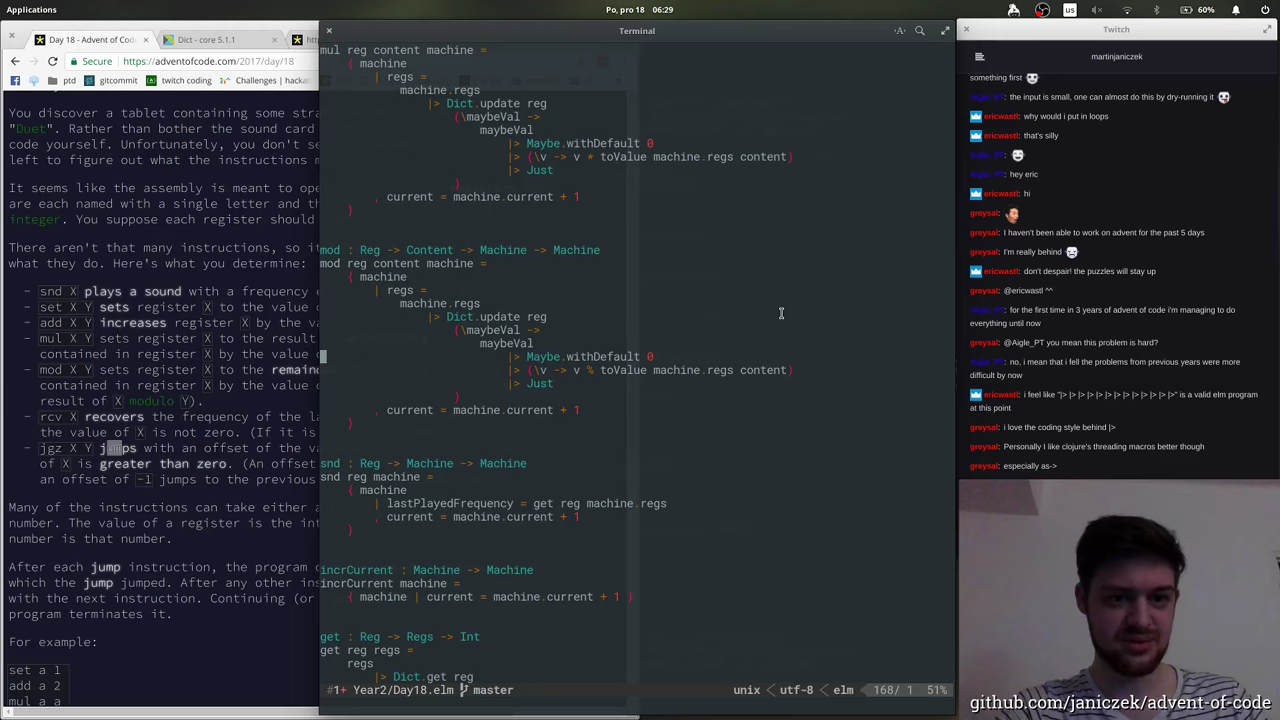 Applications
Po, pro 18 06:29
us
60%
Day 18 - Advent of Cod
Dict - core 5.1.1
Secure
https://adventofcode.com/2017/day/18
f
ptd
gitcommit
twitch coding
Challenges | hackat
You discover a tablet containing some stra
"Duet". Rather than bother the sound card
code yourself. Unfortunately, you don't se
left to figure out what the instructions m
It seems like the assembly is meant to ope
are each named with a single letter
integer. You suppose each register should
There aren't that many instructions, so it
what they do. Here's what you determine:
- snd X plays a sound with a frequency e
- set X Y sets register X to the value o
- add X Y increases register X by the va
- mul X Y sets register X to the result
contained in register X by the value o
- mod X Y sets register X to the remaind
contained in register X by the value o
result of X modulo Y).
- rcv X recovers the frequency of the la
the value of X is not zero. (If it is
- jgz X Y jumps with an offset of the va
of X is greater than zero. (An offset
an offset of -1 jumps to the previous
Many of the instructions can take either a
number. The value of a register is the int
number is that number.
After each jump instruction, the program c
which the jump jumped. After any other ins
with the next instruction. Continuing (or
program terminates it.
For example:
set a 1
add a 2
mul a a
Terminal
mul reg content machine =
{ machine
| regs =
machine.regs
|> Dict.update reg
(\maybeVal ->
maybeVal
|> Maybe.withDefault 0
|> (\v -> v * toValue machine.regs content)
|> Just
)
, current = machine.current + 1
}
mod : Reg -> Content -> Machine -> Machine
mod reg content machine =
{ machine
| regs =
machine.regs
|> Dict.update reg
(\maybeVal ->
maybeVal
|> Maybe.withDefault 0
|> (\v -> v % toValue machine.regs content)
|> Just
)
, current = machine.current + 1
}
snd : Reg -> Machine -> Machine
snd reg machine =
{ machine
| lastPlayedFrequency = get reg machine.regs
, current = machine.current + 1
}
incrCurrent : Machine -> Machine
incrCurrent machine =
{ machine | current = machine.current + 1 }
get : Reg -> Regs -> Int
get reg regs =
regs
|> Dict.get reg
#1+ Year2/Day18.elm master
unix < utf-8 < elm 168/ 1 51%
Twitch
martinjaniczek
something first
Aigle_PT: the input is small, one can almost do this by dry-running it
ericwastl: why would i put in loops
ericwastl: that's silly
Aigle_PT:
Aigle_PT: hey eric
ericwastl: hi
greysal:
greysal: I haven't been able to work on advent for the past 5 days
greysal: I'm really behind
ericwastl: don't despair! the puzzles will stay up
greysal: @ericwastl ^^
Aigle_PT: for the first time in 3 years of advent of code i'm managing to do
everything until now
greysal: @Aigle_PT you mean this problem is hard?
Aigle_PT: no, i mean that i fell the problems from previous years were more
difficult by now
ericwastl: i feel like "|> |> |> |> |> |> |> |> |> |> |>" is a valid elm program
at this point
greysal: i love the coding style behind |>
greysal: Personally I like clojure's threading macros better though
greysal: especially as->
github.com/janiczek/advent-of-code